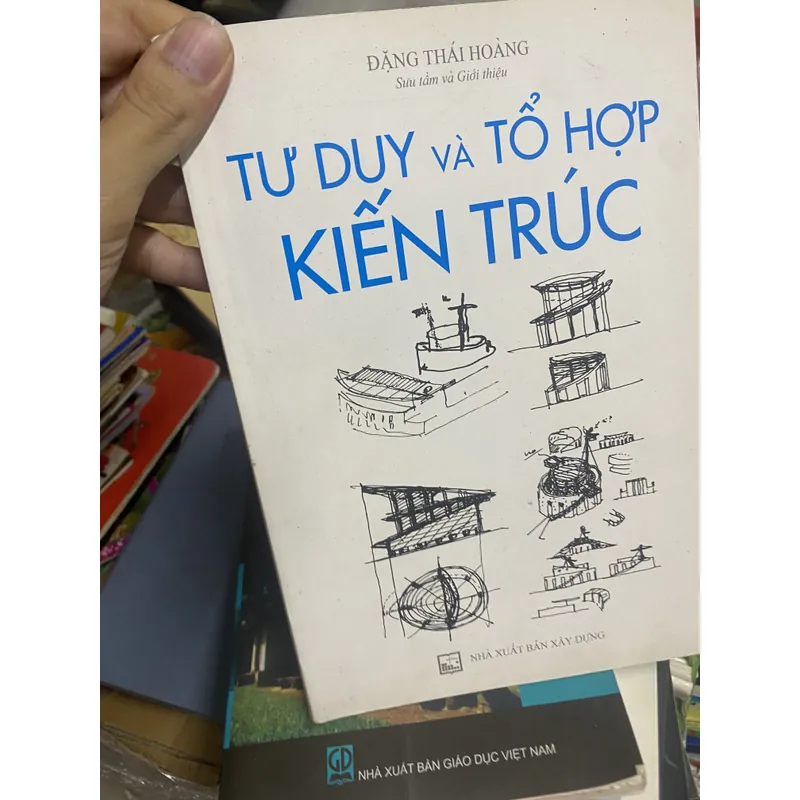 ĐẶNG THÁI HOÀNG
Sưu tầm và Giới thiệu
TƯ DUY VÀ TỔ HỢP
KIẾN TRÚC
NHÀ XUẤT BẢN XÂY DỰNG
GD
NHÀ XUẤT BẢN GIÁO DỤC VIỆT NAM